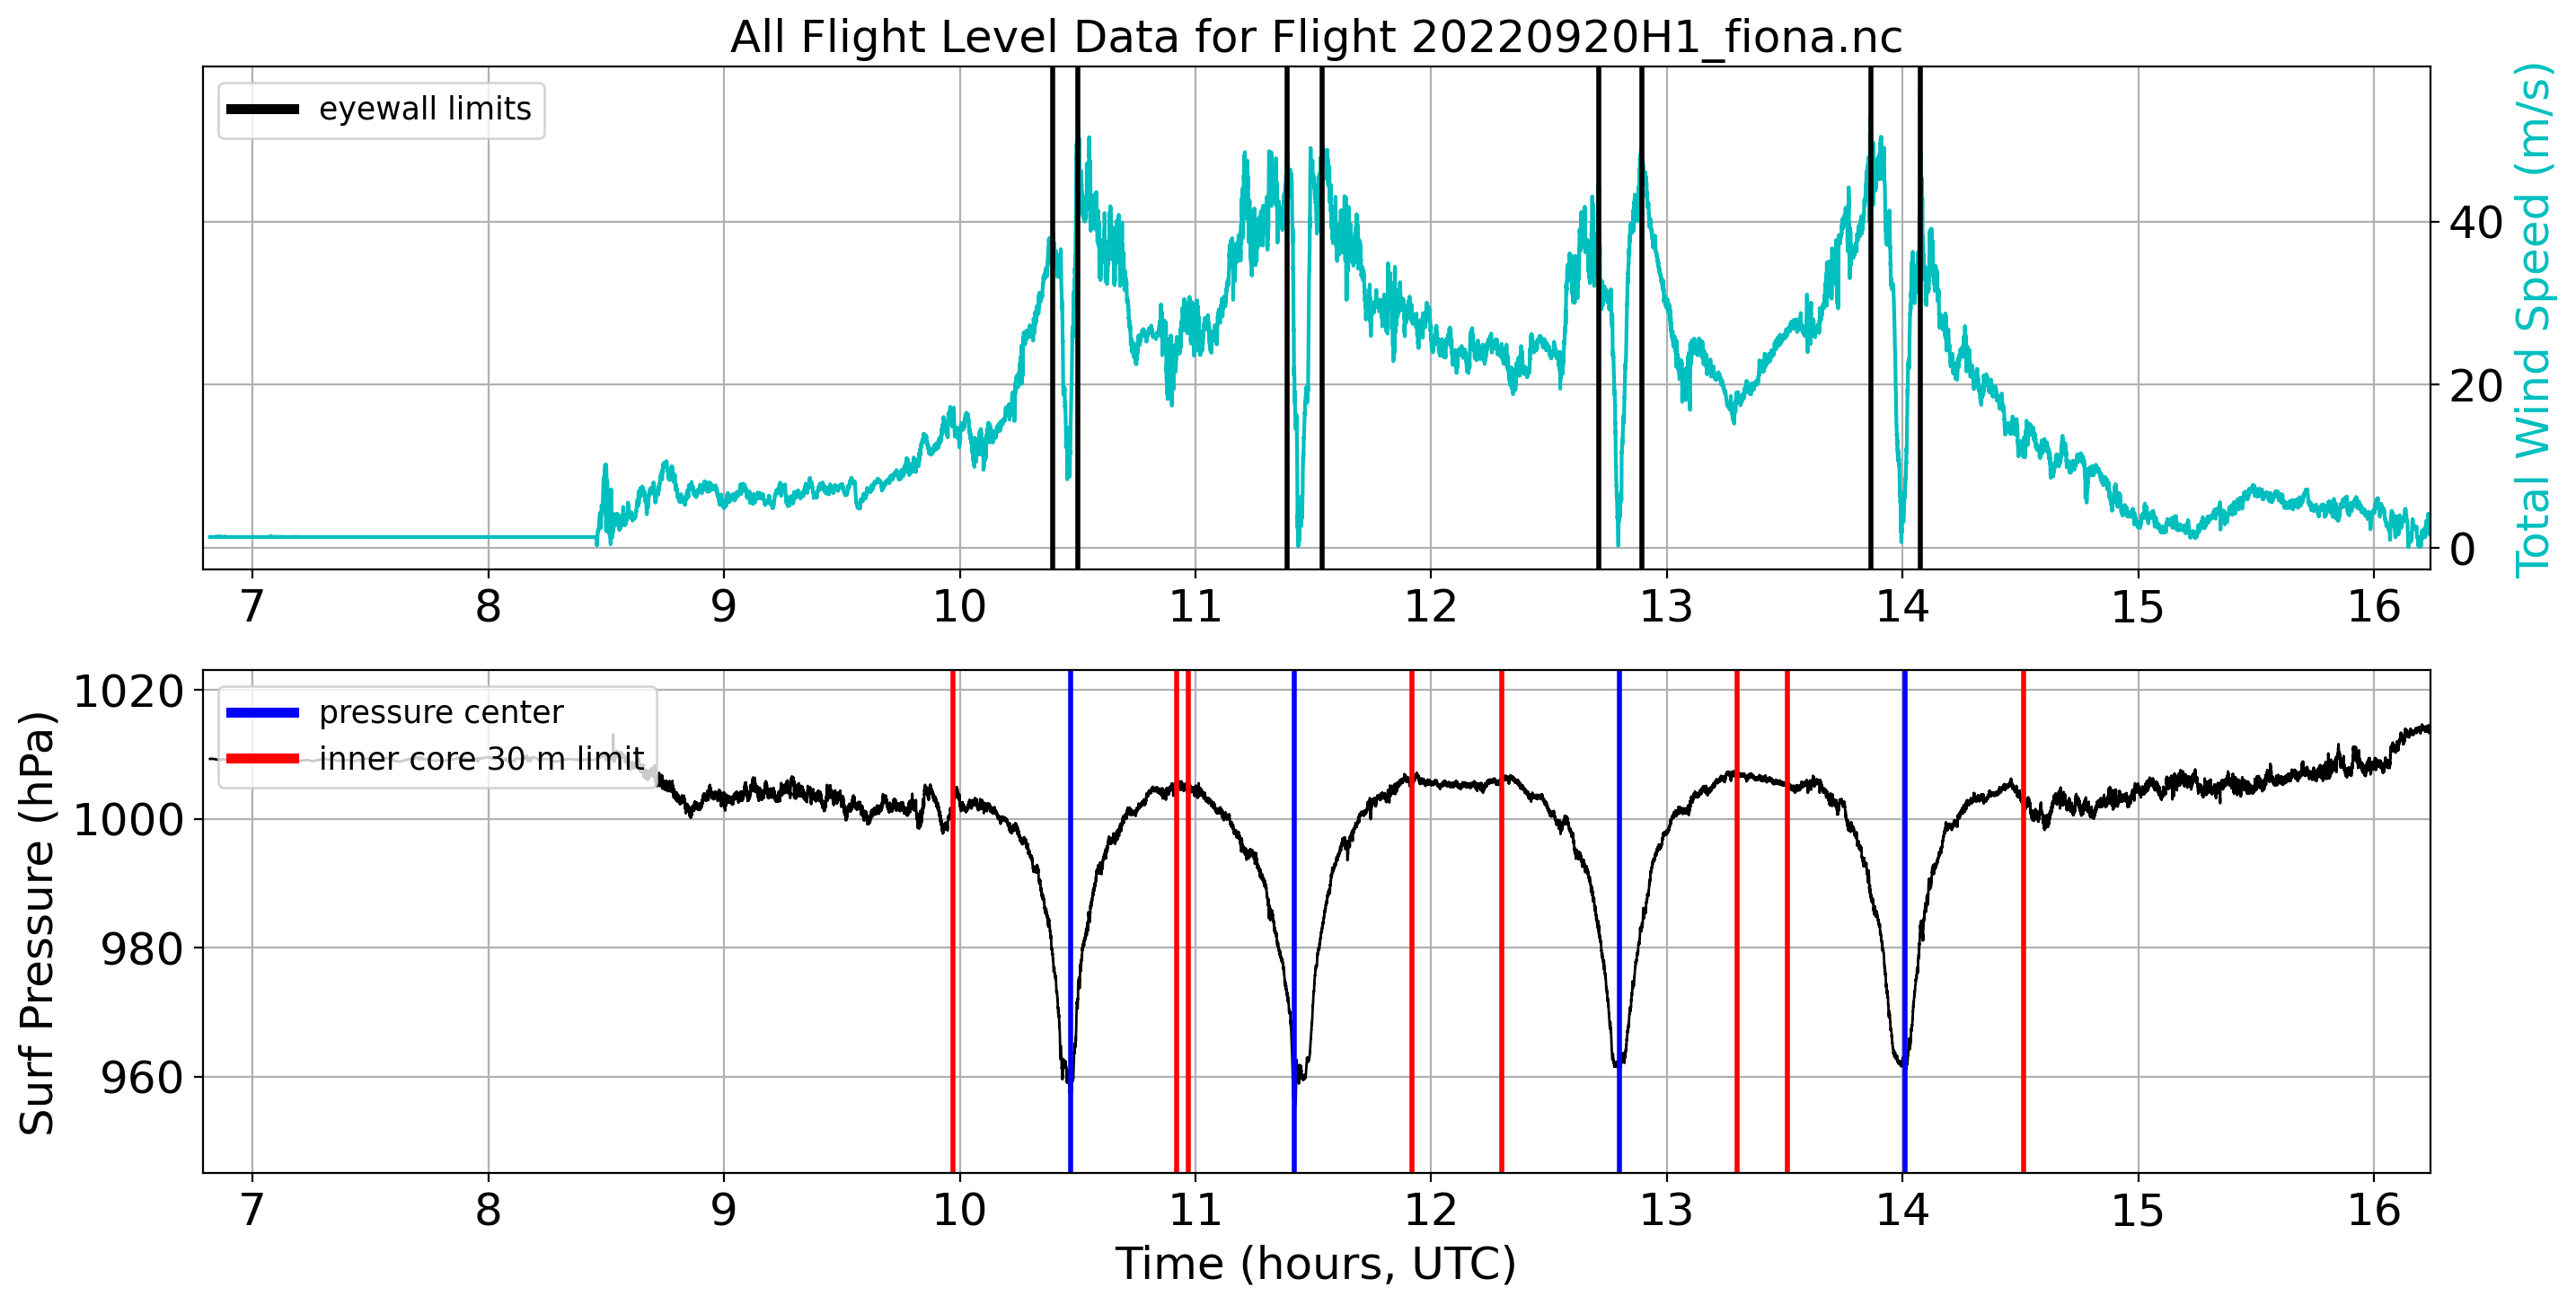 All Flight Level Data for Flight 20220920H1_fiona.nc
eyewall limits
40
20
0
Total Wind Speed (m/s)
7 8 9 10 11 12 13 14 15 16
1020
1000
980
960
Surf Pressure (hPa)
pressure center
inner core 30 m limit
7 8 9 10 11 12 13 14 15 16
Time (hours, UTC)